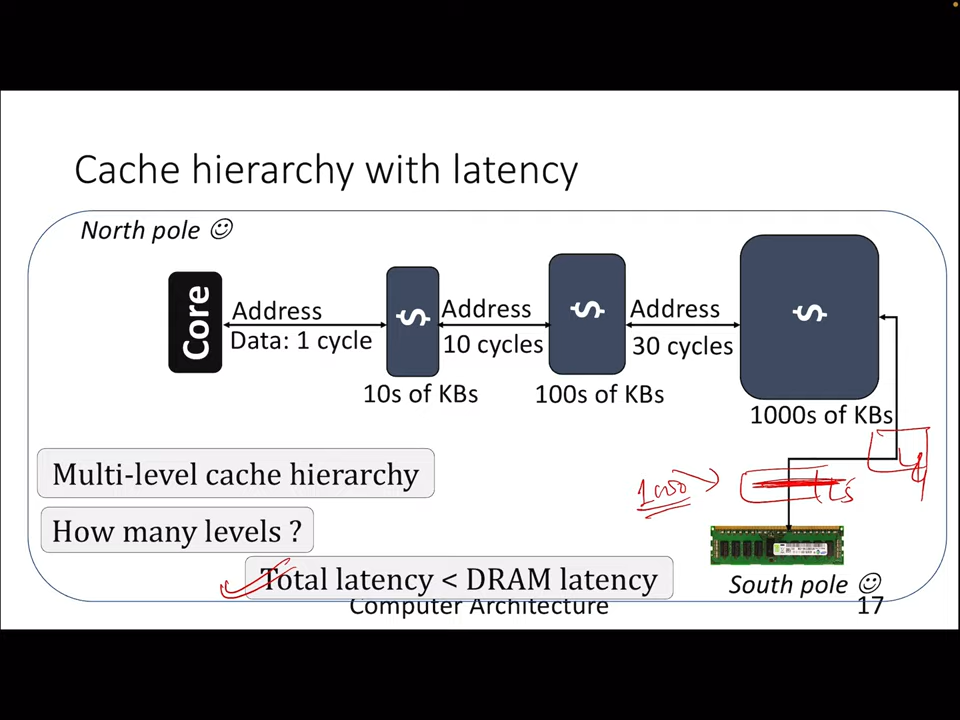 Cache hierarchy with latency
North pole ☺
Core
Address
Data: 1 cycle
$
10s of KBs
Address
10 cycles
$
100s of KBs
Address
30 cycles
$
1000s of KBs
Multi-level cache hierarchy
How many levels ?
Total latency < DRAM latency
South pole ☺
Computer Architecture
17